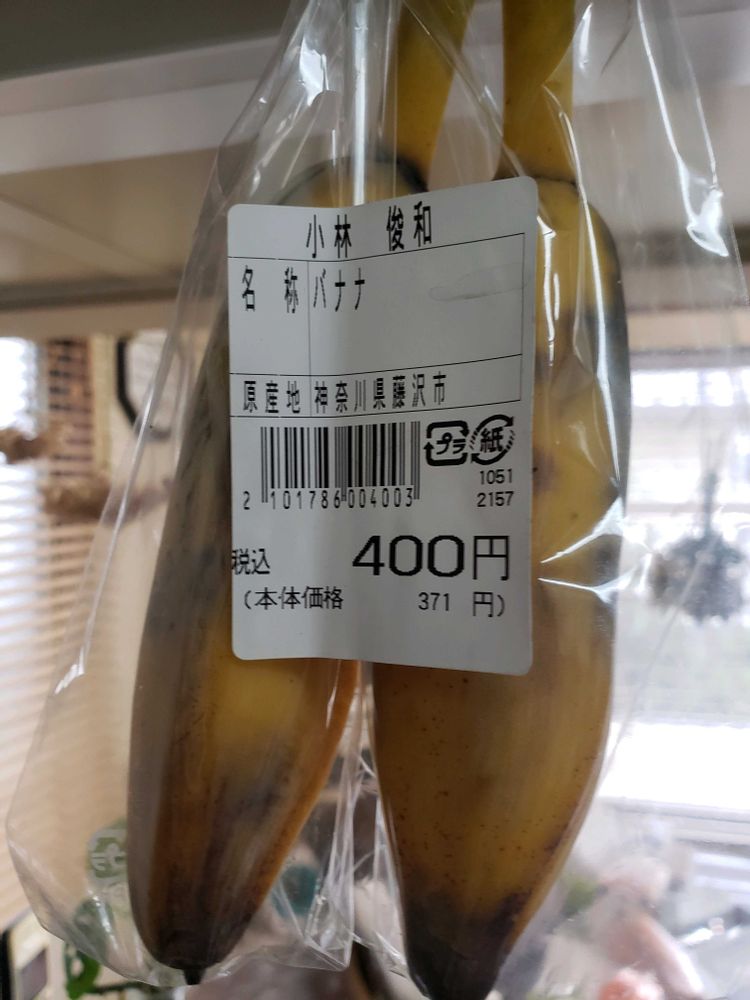 小林 俊和
名 称 バナナ
原産地 神奈川県藤沢市
プラ 紙
1051
2 101786 004003 2157
税込 400円
(本体価格 371 円)